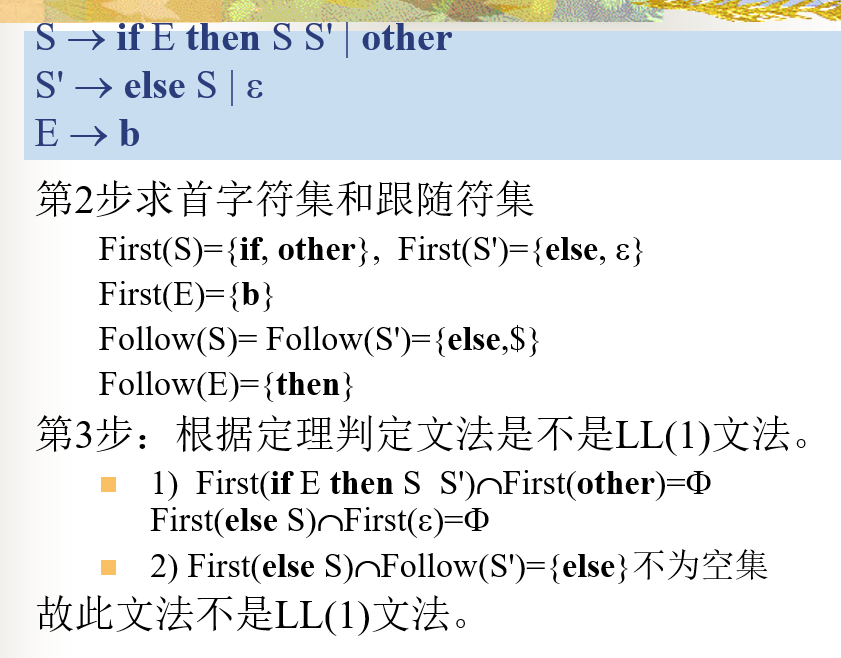 S → if E then S S' | other
S' → else S | ε
E → b
第2步求首字符集和跟随符集
First(S)={if, other}, First(S')={else, ε}
First(E)={b}
Follow(S)= Follow(S')={else,$}
Follow(E)={then}
第3步：根据定理判定文法是不是LL(1)文法。
1) First(if E then S S')∩First(other)=Φ
First(else S)∩First(ε)=Φ
2) First(else S)∩Follow(S')={else}不为空集
故此文法不是LL(1)文法。